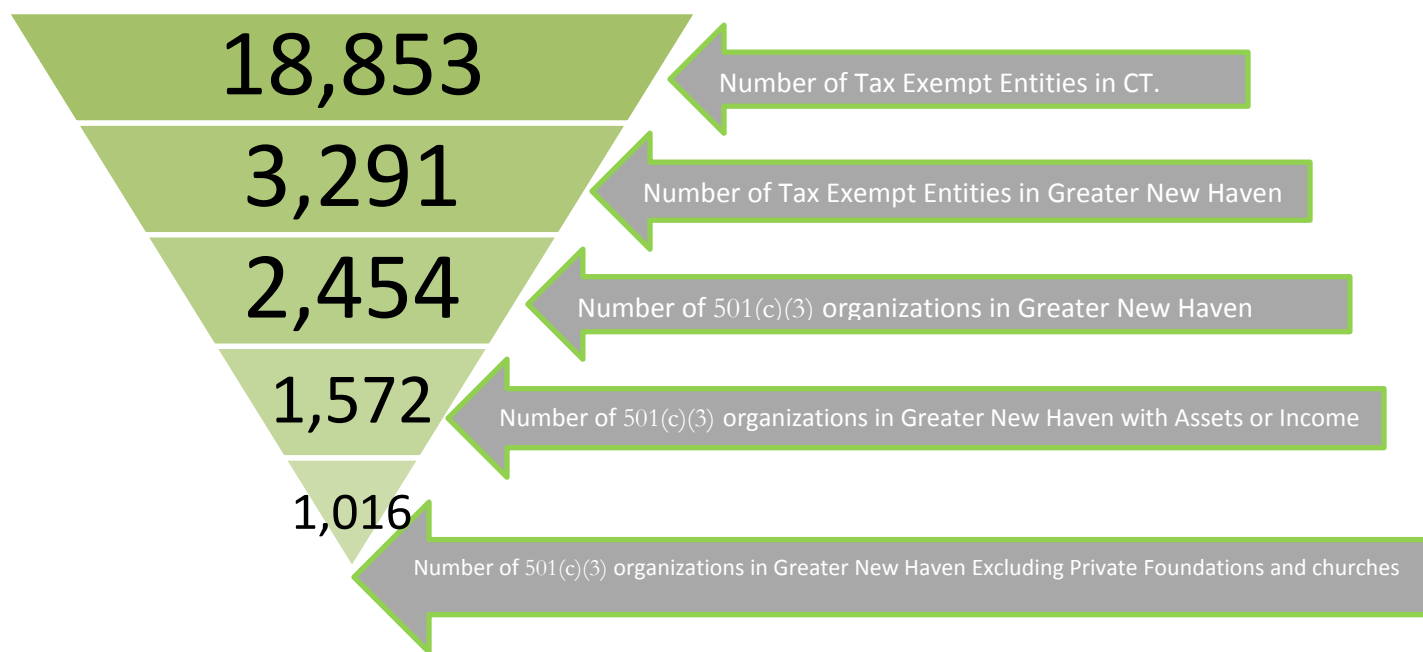 18,853
Number of Tax Exempt Entities in CT.
3,291
Number of Tax Exempt Entities in Greater New Haven
2,454
Number of 501(c)(3) organizations in Greater New Haven
1,572
Number of 501(c)(3) organizations in Greater New Haven with Assets or Income
1,016
Number of 501(c)(3) organizations in Greater New Haven Excluding Private Foundations and churches